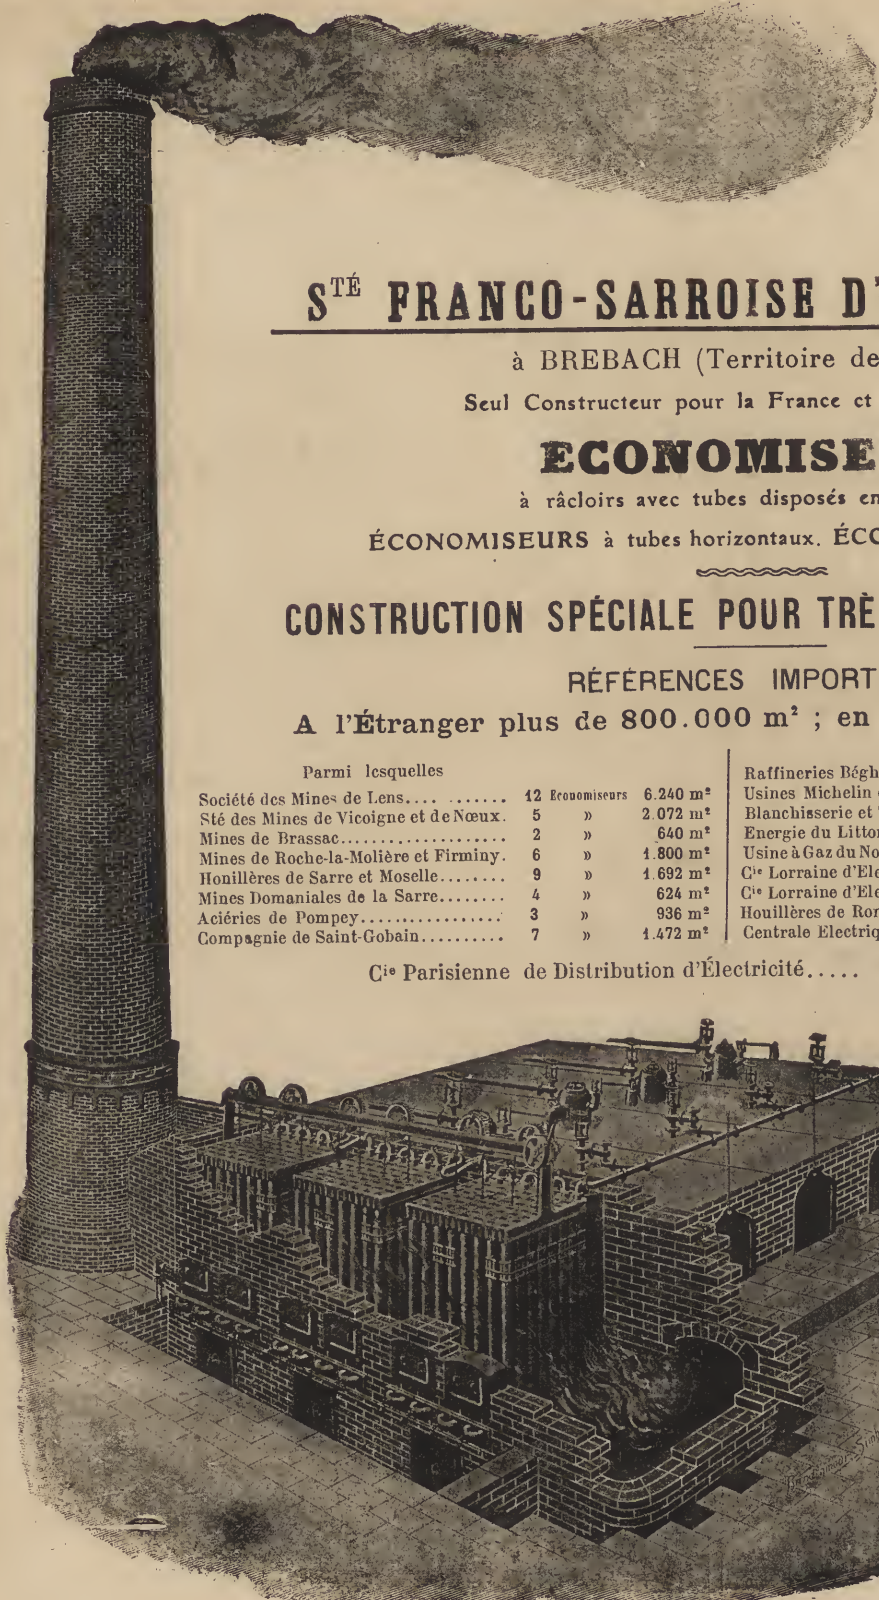 STÉ FRANCO-SARROISE D'
à BREBACH (Territoire de
Seul Constructeur pour la France et
ECONOMISE
à râcloirs avec tubes disposés en
ÉCONOMISEURS à tubes horizontaux. ÉCO
CONSTRUCTION SPÉCIALE POUR TRÈ
RÉFÉRENCES IMPORT
A l'Étranger plus de 800.000 m² ; en
Parmi lesquelles
Société des Mines de Lens.... ....... 12 Economiseurs 6.240 m²
Sté des Mines de Vicoigne et de Nœux. 5 » 2.072 m²
Mines de Brassac................... 2 » 640 m²
Mines de Roche-la-Molière et Firminy. 6 » 1.800 m²
Honillères de Sarre et Moselle........ 9 » 1.692 m²
Mines Domaniales de la Sarre........ 4 » 624 m²
Aciéries de Pompey................. 3 » 936 m²
Compagnie de Saint-Gobain.......... 7 » 1.472 m²
Raffineries Bégh
Usines Michelin
Blanchisserie et
Energie du Littor
Usine à Gaz du No
Cie Lorraine d'Ele
Cie Lorraine d'Ele
Houillères de Ron
Centrale Electriq
Cie Parisienne de Distribution d'Électricité.....